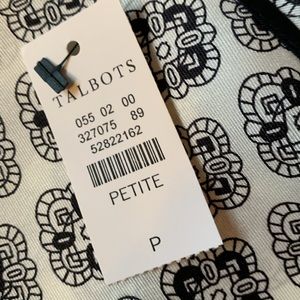 TALBOTS
055 02 00
327075 89
52822162
PETITE
P